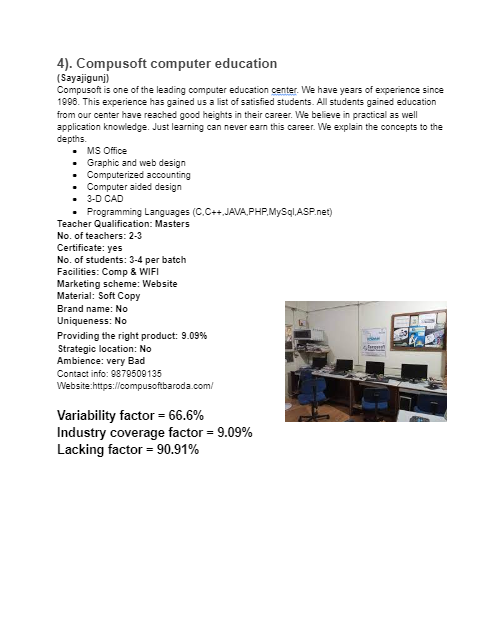 4). Compusoft computer education
(Sayajigunj)
Compusoft is one of the leading computer education center. We have years of experience since
1996. This experience has gained us a list of satisfied students. All students gained education
from our center have reached good heights in their career. We believe in practical as well
application knowledge. Just learning can never earn this career. We explain the concepts to the
depths.
• MS Office
• Graphic and web design
• Computerized accounting
• Computer aided design
• 3-D CAD
• Programming Languages (C,C++,JAVA,PHP,MySql,ASP.net)
Teacher Qualification: Masters
No. of teachers: 2-3
Certificate: yes
No. of students: 3-4 per batch
Facilities: Comp & WIFI
Marketing scheme: Website
Material: Soft Copy
Brand name: No
Uniqueness: No
Providing the right product: 9.09%
Strategic location: No
Ambience: very Bad
Contact info: 9879509135
Website:https://compusoftbaroda.com/
Variability factor = 66.6%
Industry coverage factor = 9.09%
Lacking factor = 90.91%